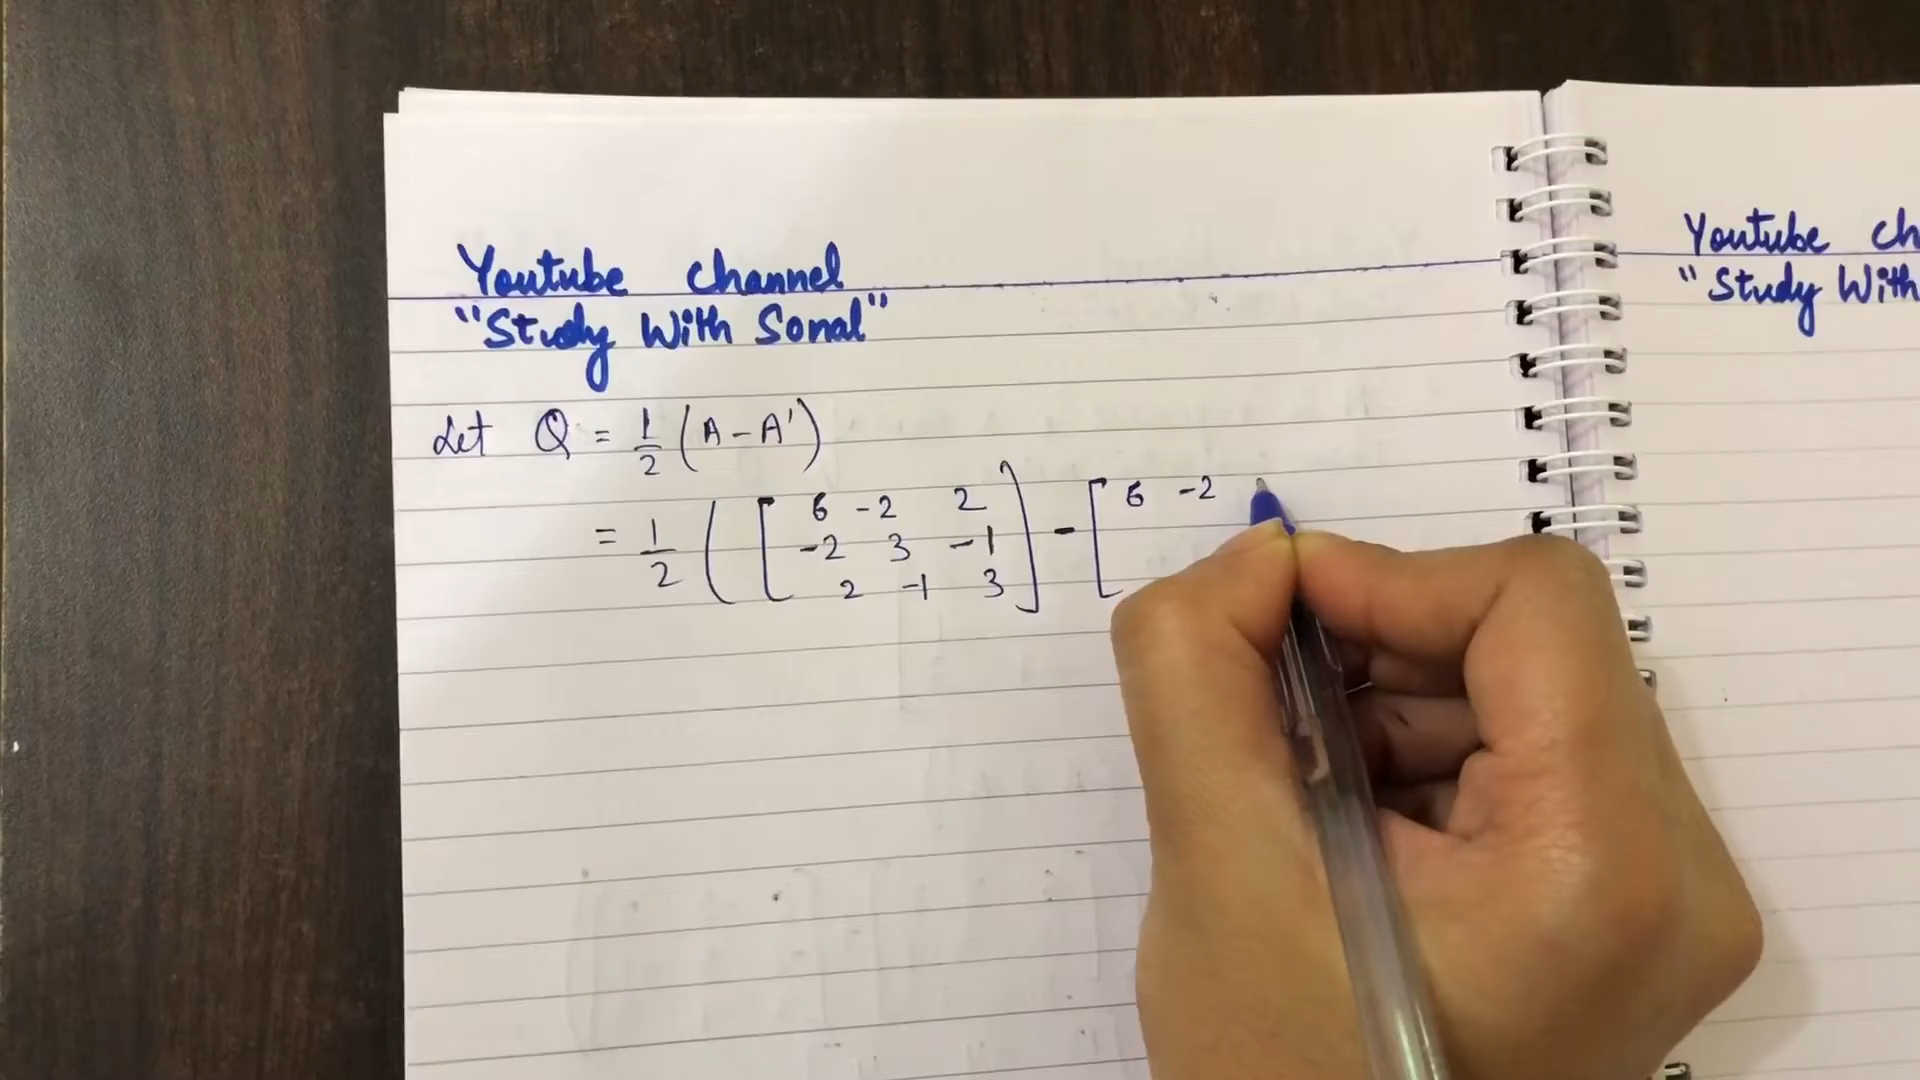 Youtube Channel
"Study With Sonal"
Let Q = 1/2 (A - A')
= 1/2 ( [ 6 -2 2 ] - [ 6 -2
-2 3 -1
2 -1 3
Youtube Ch
"Study With